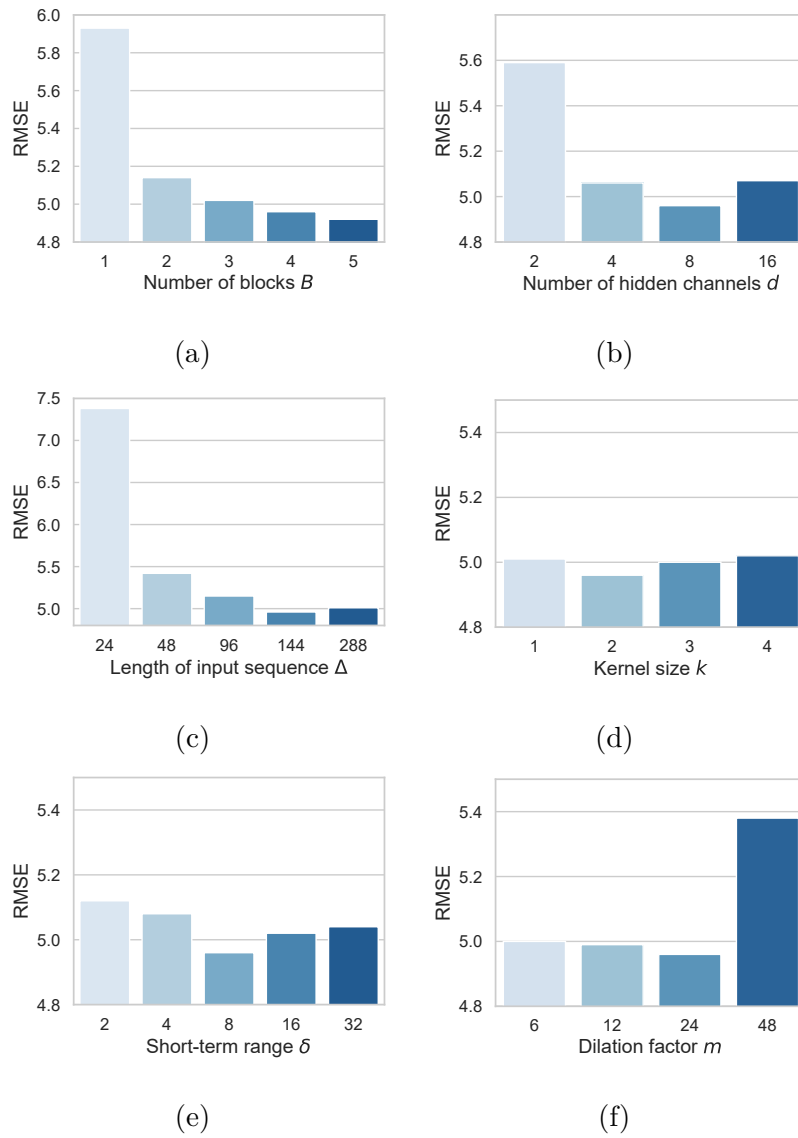 6.0
5.8
5.6
5.4
5.2
5.0
4.8
RMSE
1 2 3 4 5
Number of blocks B
(a)
5.6
5.4
5.2
5.0
4.8
RMSE
2 4 8 16
Number of hidden channels d
(b)
7.5
7.0
6.5
6.0
5.5
5.0
RMSE
24 48 96 144 288
Length of input sequence Δ
(c)
5.4
5.2
5.0
4.8
RMSE
1 2 3 4
Kernel size k
(d)
5.4
5.2
5.0
4.8
RMSE
2 4 8 16 32
Short-term range δ
(e)
5.4
5.2
5.0
4.8
RMSE
6 12 24 48
Dilation factor m
(f)